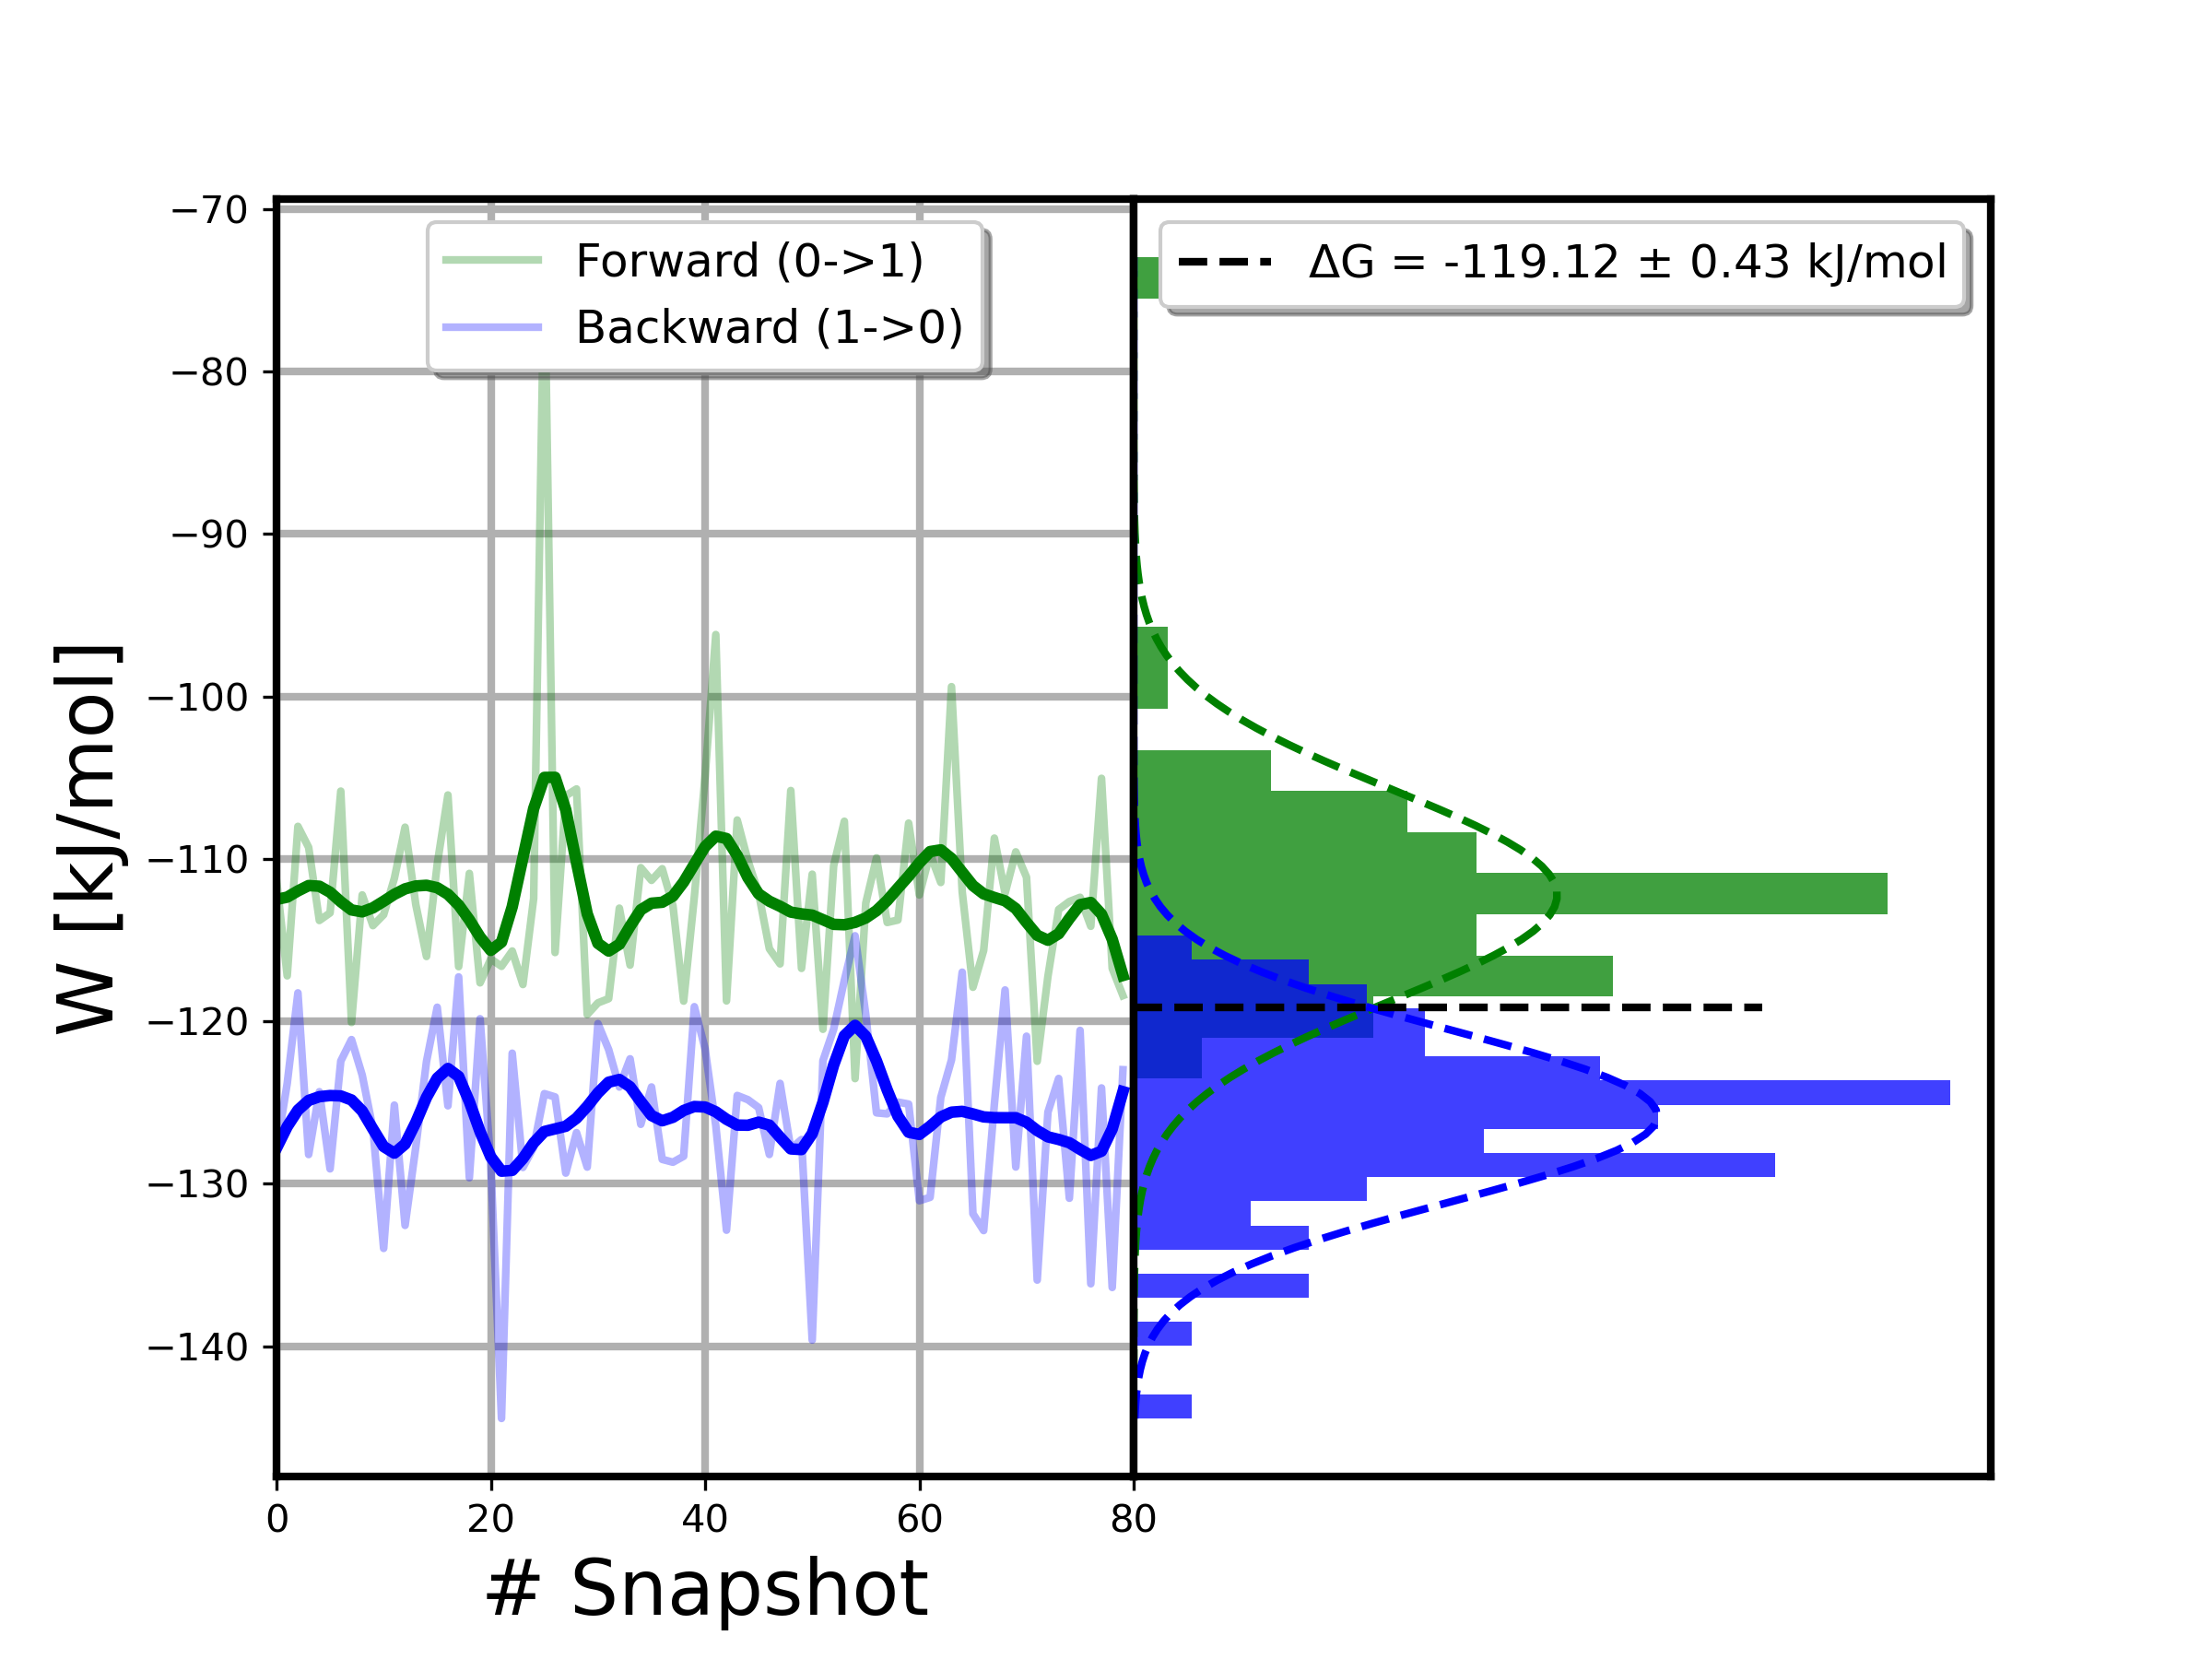 Forward (0->1)
Backward (1->0)
ΔG = -119.12 ± 0.43 kJ/mol
W [kJ/mol]
−70
−80
−90
−100
−110
−120
−130
−140
0 20 40 60 80
# Snapshot